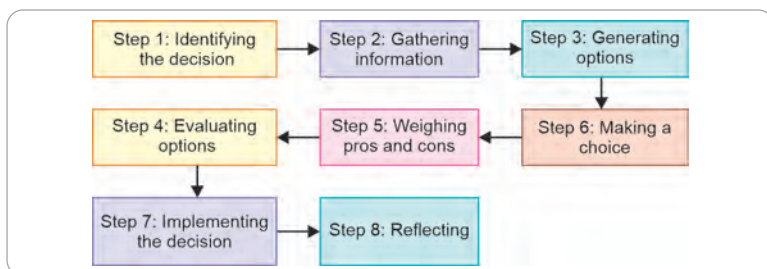 Step 1: Identifying
the decision
Step 2: Gathering
information
Step 3: Generating
options
Step 4: Evaluating
options
Step 5: Weighing
pros and cons
Step 6: Making a
choice
Step 7: Implementing
the decision
Step 8: Reflecting